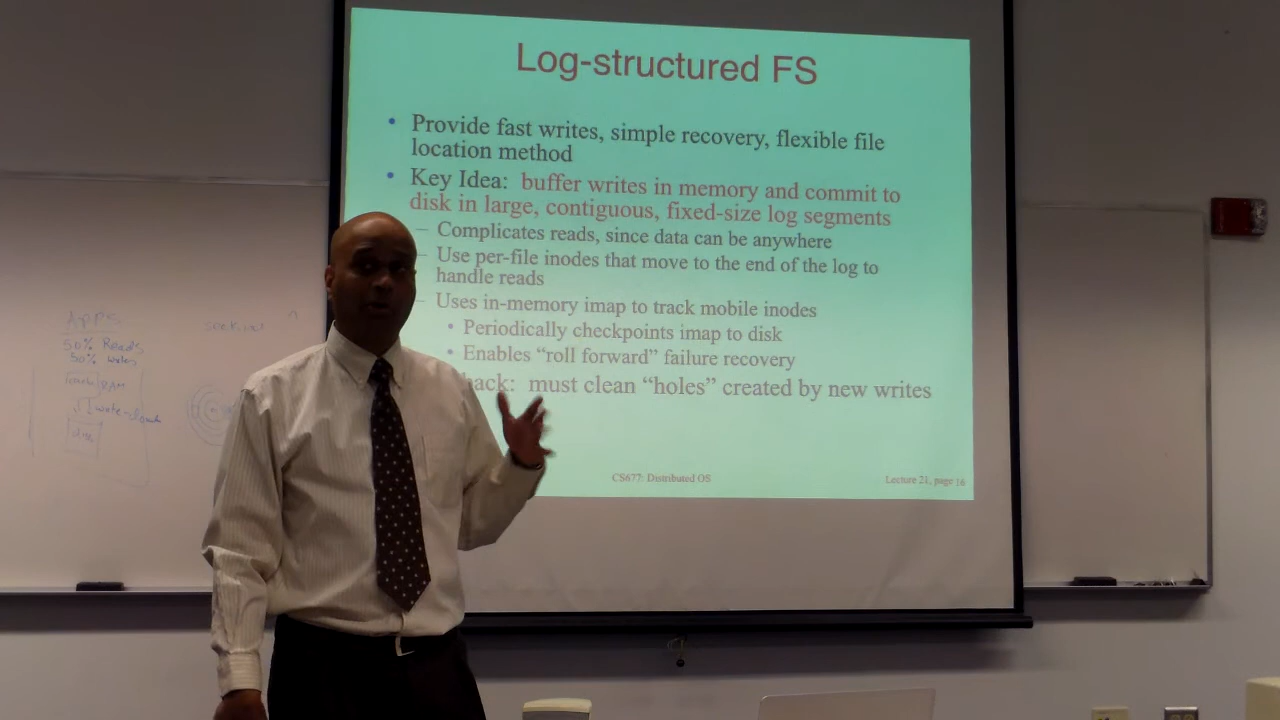 Log-structured FS
• Provide fast writes, simple recovery, flexible file
location method
• Key Idea: buffer writes in memory and commit to
disk in large, contiguous, fixed-size log segments
– Complicates reads, since data can be anywhere
– Use per-file inodes that move to the end of the log to
handle reads
– Uses in-memory imap to track mobile inodes
• Periodically checkpoints imap to disk
• Enables “roll forward” failure recovery
back: must clean “holes” created by new writes
CS677: Distributed OS
Lecture 21, page 16
APPS
50% Reads
50% writes
RAM